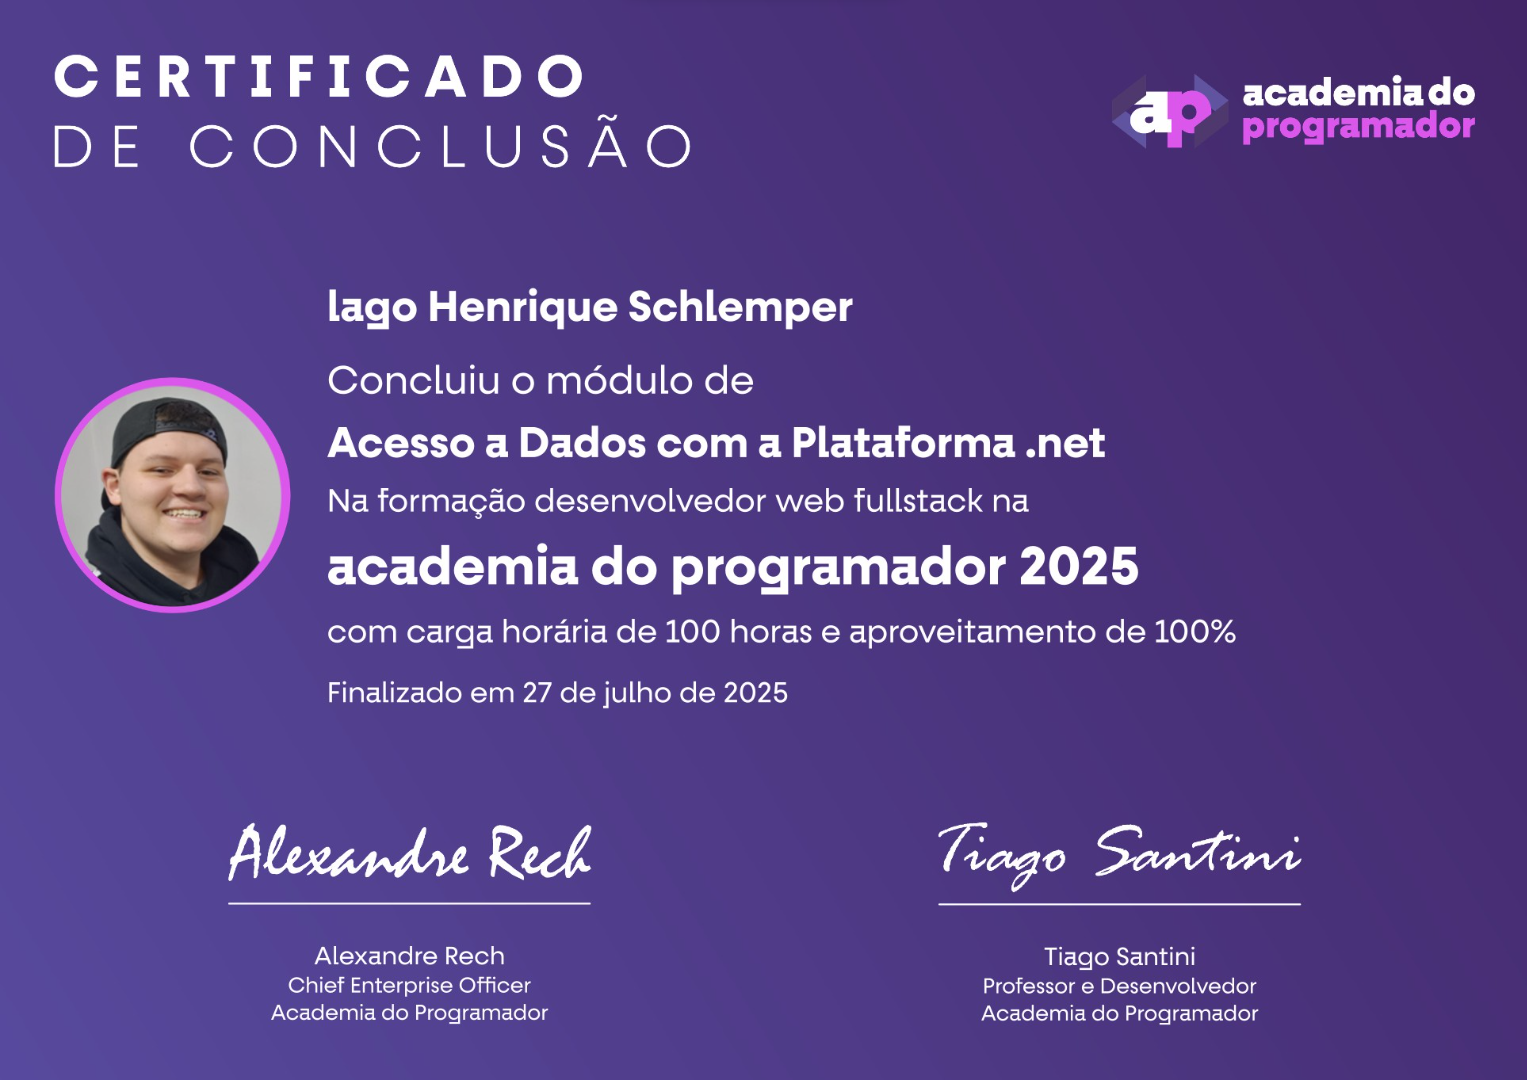 CERTIFICADO
DE CONCLUSÃO
ap
academia do
programador
Iago Henrique Schlemper
Concluiu o módulo de
Acesso a Dados com a Plataforma .net
Na formação desenvolvedor web fullstack na
academia do programador 2025
com carga horária de 100 horas e aproveitamento de 100%
Finalizado em 27 de julho de 2025
Alexandre Rech
Alexandre Rech
Chief Enterprise Officer
Academia do Programador
Tiago Santini
Tiago Santini
Professor e Desenvolvedor
Academia do Programador